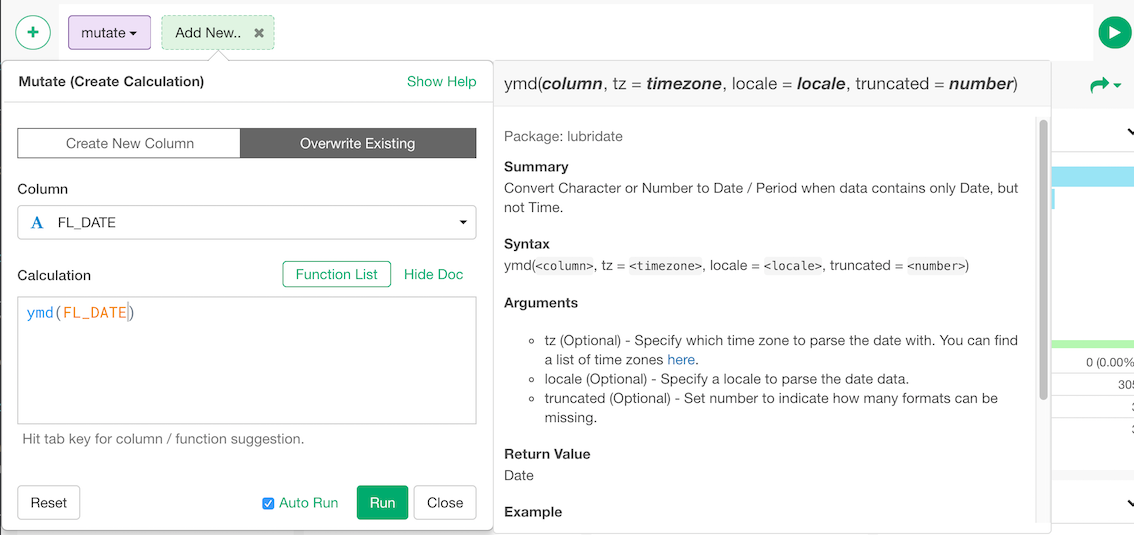 +
mutate
Add New.. ×
Mutate (Create Calculation)
Show Help
Create New Column
Overwrite Existing
Column
A FL_DATE
Calculation
Function List
Hide Doc
ymd(FL_DATE)
Hit tab key for column / function suggestion.
Reset
Auto Run
Run
Close
ymd(column, tz = timezone, locale = locale, truncated = number)
Package: lubridate
Summary
Convert Character or Number to Date / Period when data contains only Date, but
not Time.
Syntax
ymd(<column>, tz = <timezone>, locale = <locale>, truncated = <number>)
Arguments
tz (Optional) - Specify which time zone to parse the date with. You can find
a list of time zones here.
locale (Optional) - Specify a locale to parse the date data.
truncated (Optional) - Set number to indicate how many formats can be
missing.
Return Value
Date
Example
0 (0.00%
305